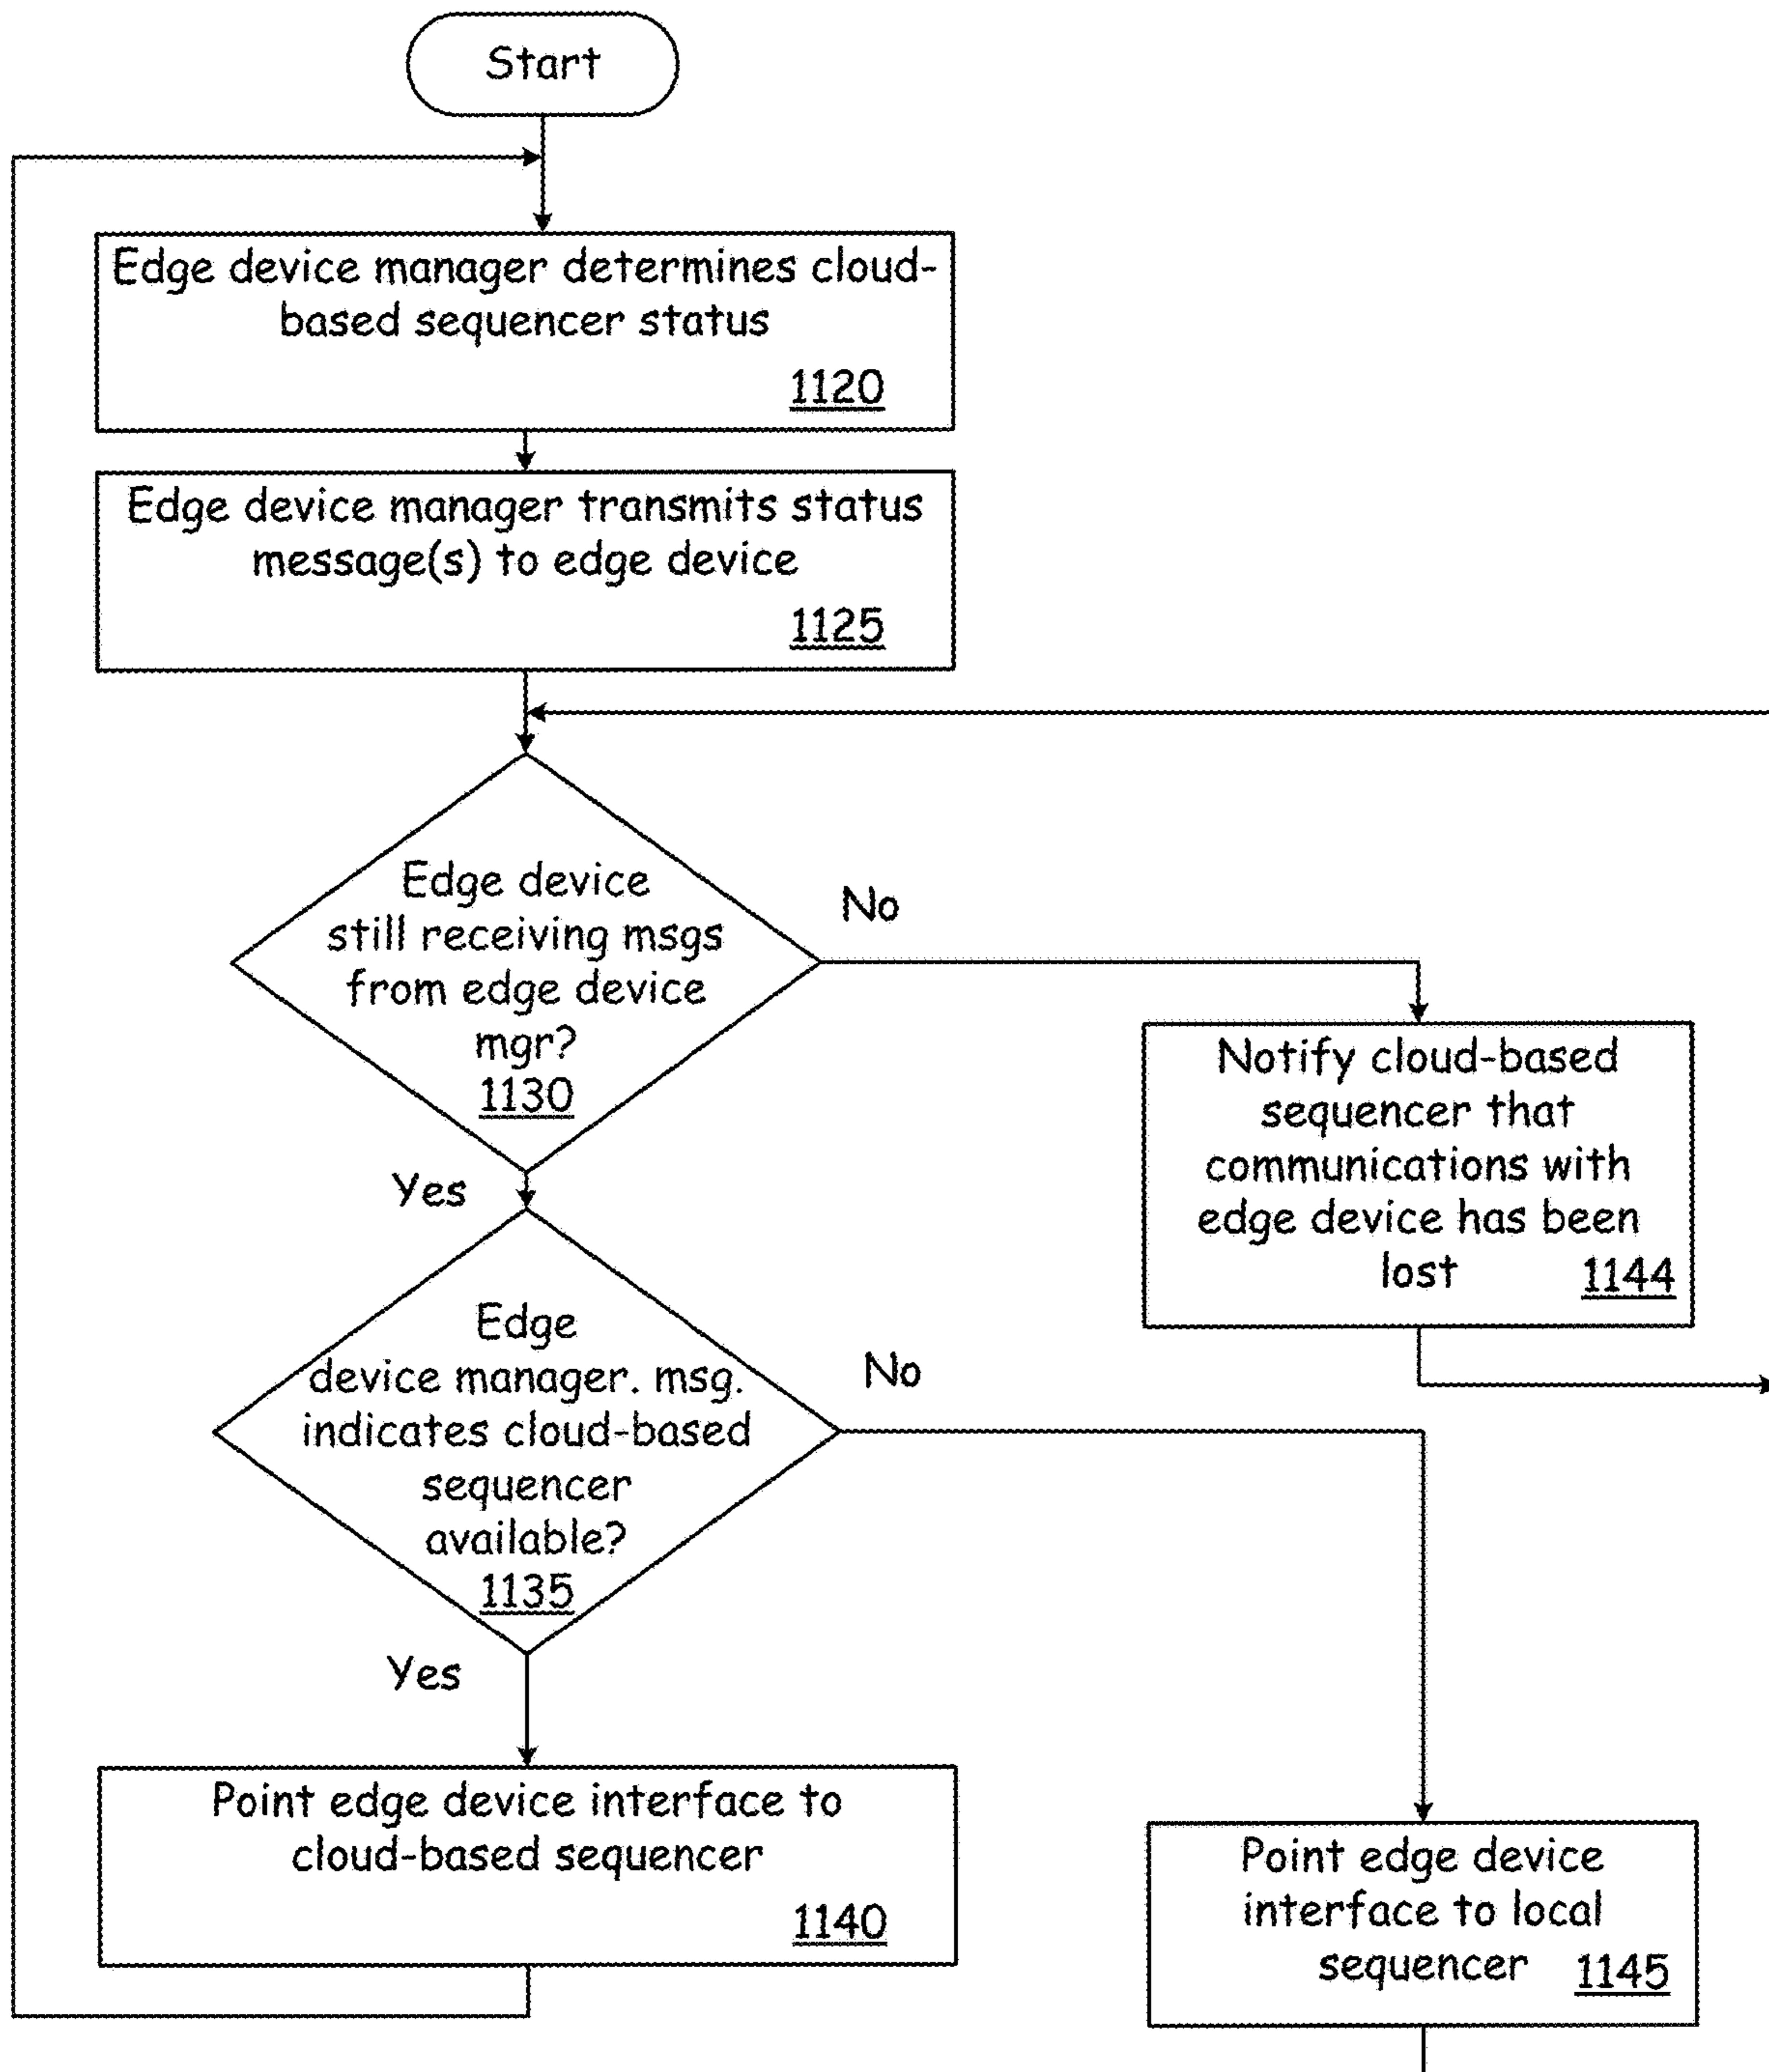 Start
Edge device manager determines cloud-
based sequencer status
1120
Edge device manager transmits status
message(s) to edge device
1125
Edge device
still receiving msgs
from edge device
mgr?
1130
No
Notify cloud-based
sequencer that
communications with
edge device has been
lost 1144
Yes
Edge
device manager. msg.
indicates cloud-based
sequencer
available?
1135
No
Yes
Point edge device interface to
cloud-based sequencer
1140
Point edge device
interface to local
sequencer 1145